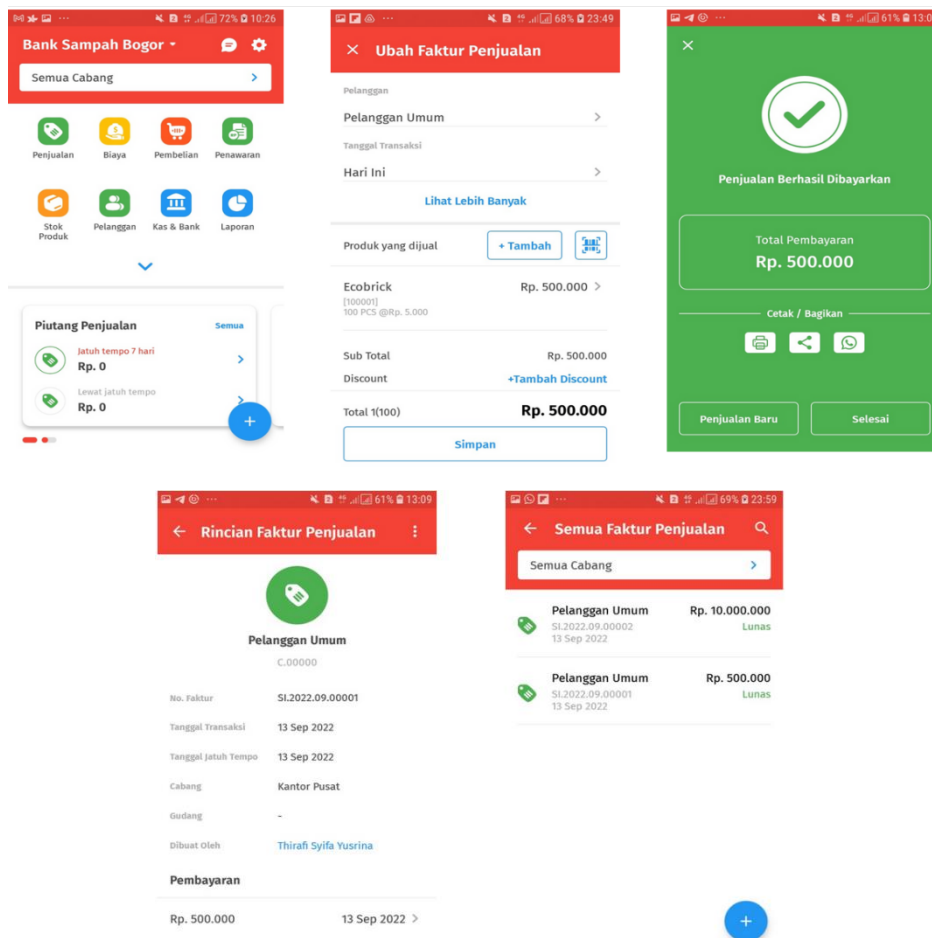 72% 10:26
Bank Sampah Bogor
Semua Cabang
Penjualan Biaya Pembelian Penawaran
Stok Produk Pelanggan Kas & Bank Laporan
Piutang Penjualan Semua
Jatuh tempo 7 hari
Rp. 0
Lewat jatuh tempo
Rp. 0
+
68% 23:49
× Ubah Faktur Penjualan
Pelanggan
Pelanggan Umum
Tanggal Transaksi
Hari Ini
Lihat Lebih Banyak
Produk yang dijual + Tambah
Ecobrick Rp. 500.000
[100001]
100 PCS @Rp. 5.000
Sub Total Rp. 500.000
Discount +Tambah Discount
Total 1(100) Rp. 500.000
Simpan
61%
×
Penjualan Berhasil Dibayarkan
Total Pembayaran
Rp. 500.000
Cetak / Bagikan
Penjualan Baru Selesai
61% 13:09
Rincian Faktur Penjualan
Pelanggan Umum
C.00000
No. Faktur SI.2022.09.00001
Tanggal Transaksi 13 Sep 2022
Tanggal Jatuh Tempo 13 Sep 2022
Cabang Kantor Pusat
Gudang -
Dibuat Oleh Thirafi Syifa Yusrina
Pembayaran
Rp. 500.000 13 Sep 2022
69% 23:59
Semua Faktur Penjualan
Semua Cabang
Pelanggan Umum Rp. 10.000.000
SI.2022.09.00002 Lunas
13 Sep 2022
Pelanggan Umum Rp. 500.000
SI.2022.09.00001 Lunas
13 Sep 2022
+